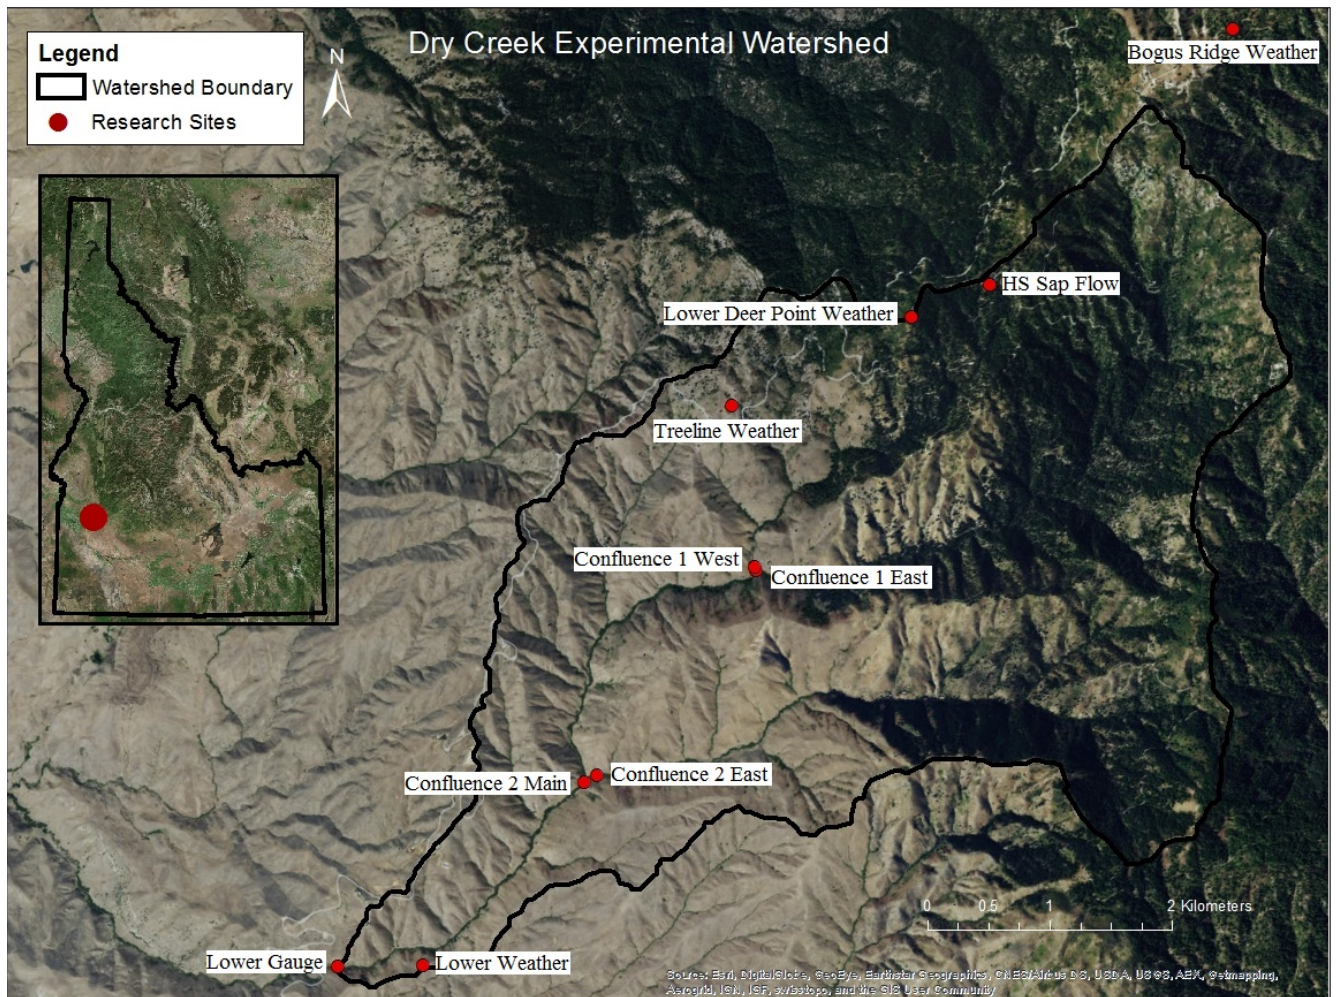 Dry Creek Experimental Watershed
Legend
Watershed Boundary
Research Sites
N
Bogus Ridge Weather
HS Sap Flow
Lower Deer Point Weather
Treeline Weather
Confluence 1 West
Confluence 1 East
Confluence 2 East
Confluence 2 Main
0 0.5 1 2 Kilometers
Lower Gauge
Lower Weather
Source: Esri, DigitalGlobe, GeoEye, Earthstar Geographics, CNES/Airbus DS, USDA, USGS, AEX, Getmapping,
Aerogrid, IGN, IGP, swisstopo, and the GIS User Community